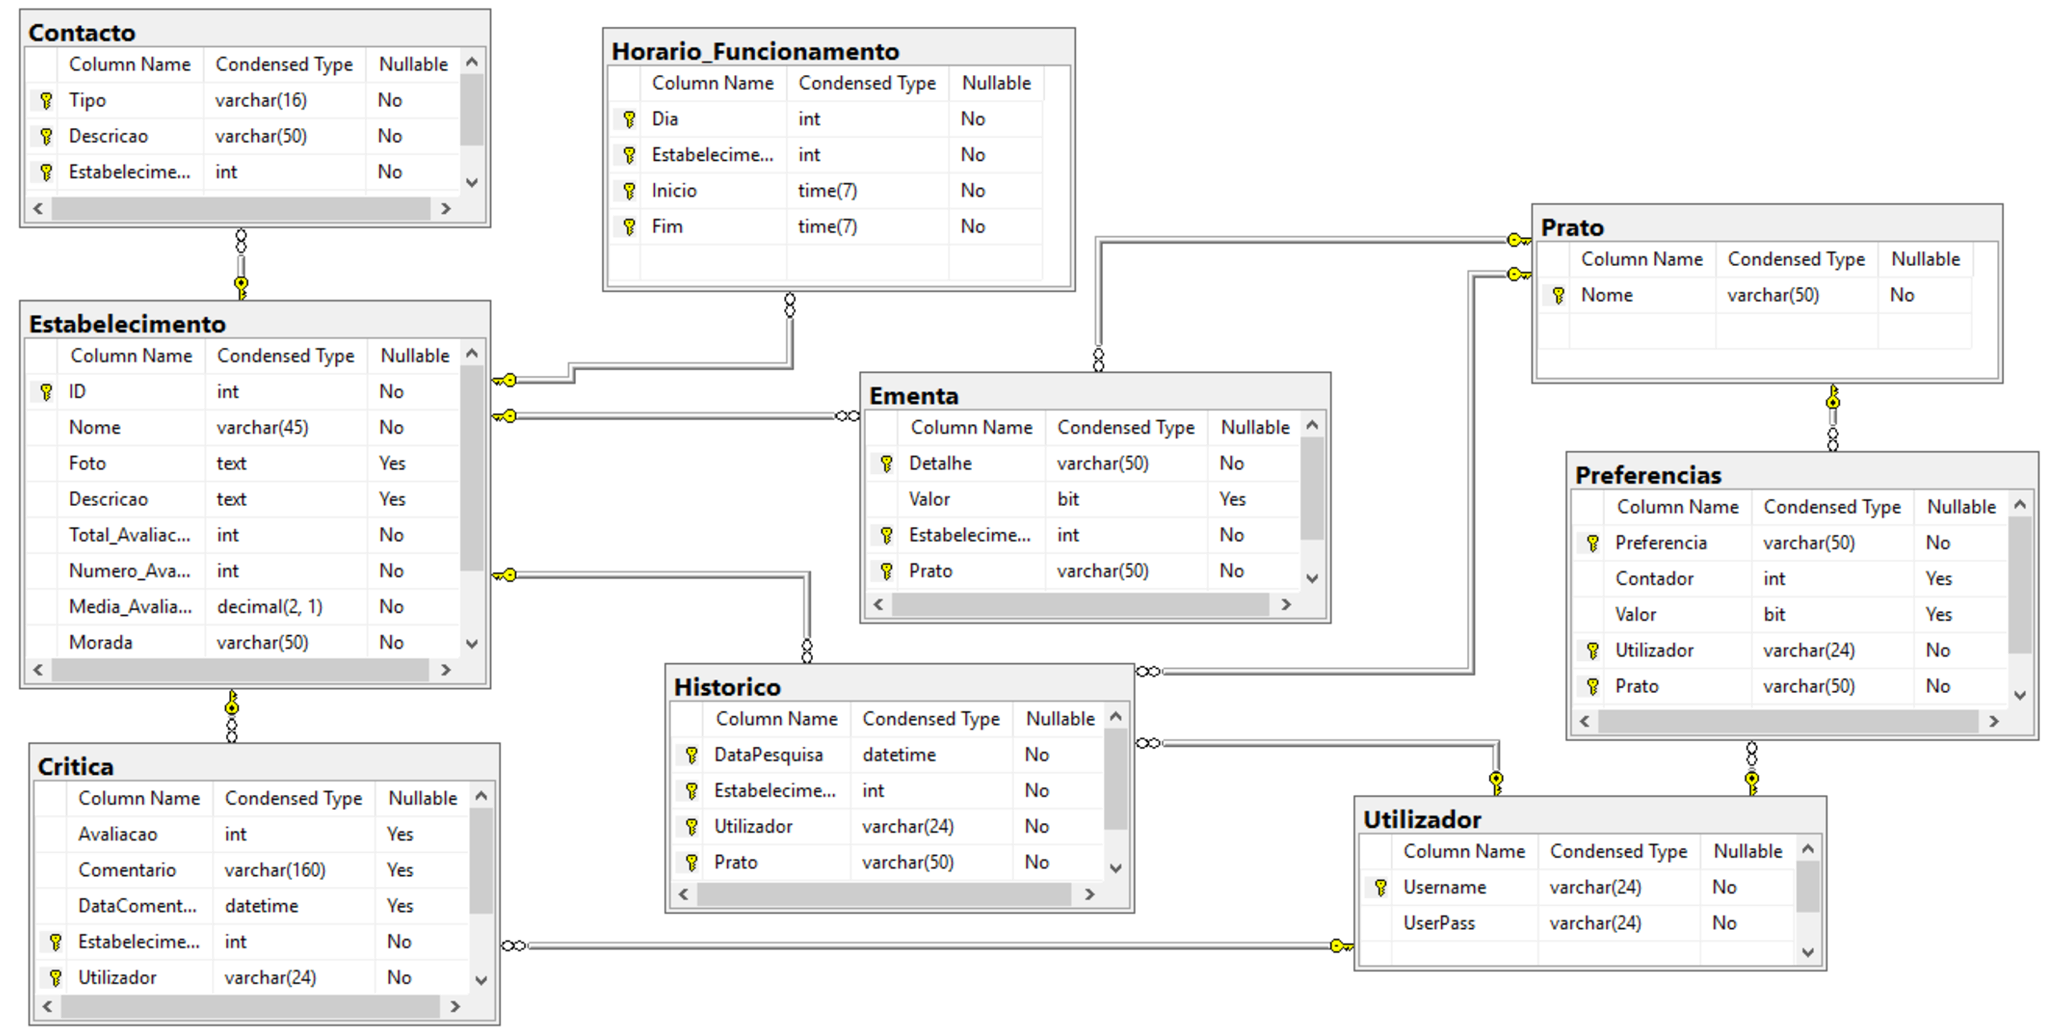 Contacto
Column Name Condensed Type Nullable
Tipo varchar(16) No
Descricao varchar(50) No
Estabelecime... int No
Horario_Funcionamento
Column Name Condensed Type Nullable
Dia int No
Estabelecime... int No
Inicio time(7) No
Fim time(7) No
Prato
Column Name Condensed Type Nullable
Nome varchar(50) No
Estabelecimento
Column Name Condensed Type Nullable
ID int No
Nome varchar(45) No
Foto text Yes
Descricao text Yes
Total_Avaliac... int No
Numero_Ava... int No
Media_Avalia... decimal(2, 1) No
Morada varchar(50) No
Ementa
Column Name Condensed Type Nullable
Detalhe varchar(50) No
Valor bit Yes
Estabelecime... int No
Prato varchar(50) No
Preferencias
Column Name Condensed Type Nullable
Preferencia varchar(50) No
Contador int Yes
Valor bit Yes
Utilizador varchar(24) No
Prato varchar(50) No
Historico
Column Name Condensed Type Nullable
DataPesquisa datetime No
Estabelecime... int No
Utilizador varchar(24) No
Prato varchar(50) No
Critica
Column Name Condensed Type Nullable
Avaliacao int Yes
Comentario varchar(160) Yes
DataComent... datetime Yes
Estabelecime... int No
Utilizador varchar(24) No
Utilizador
Column Name Condensed Type Nullable
Username varchar(24) No
UserPass varchar(24) No